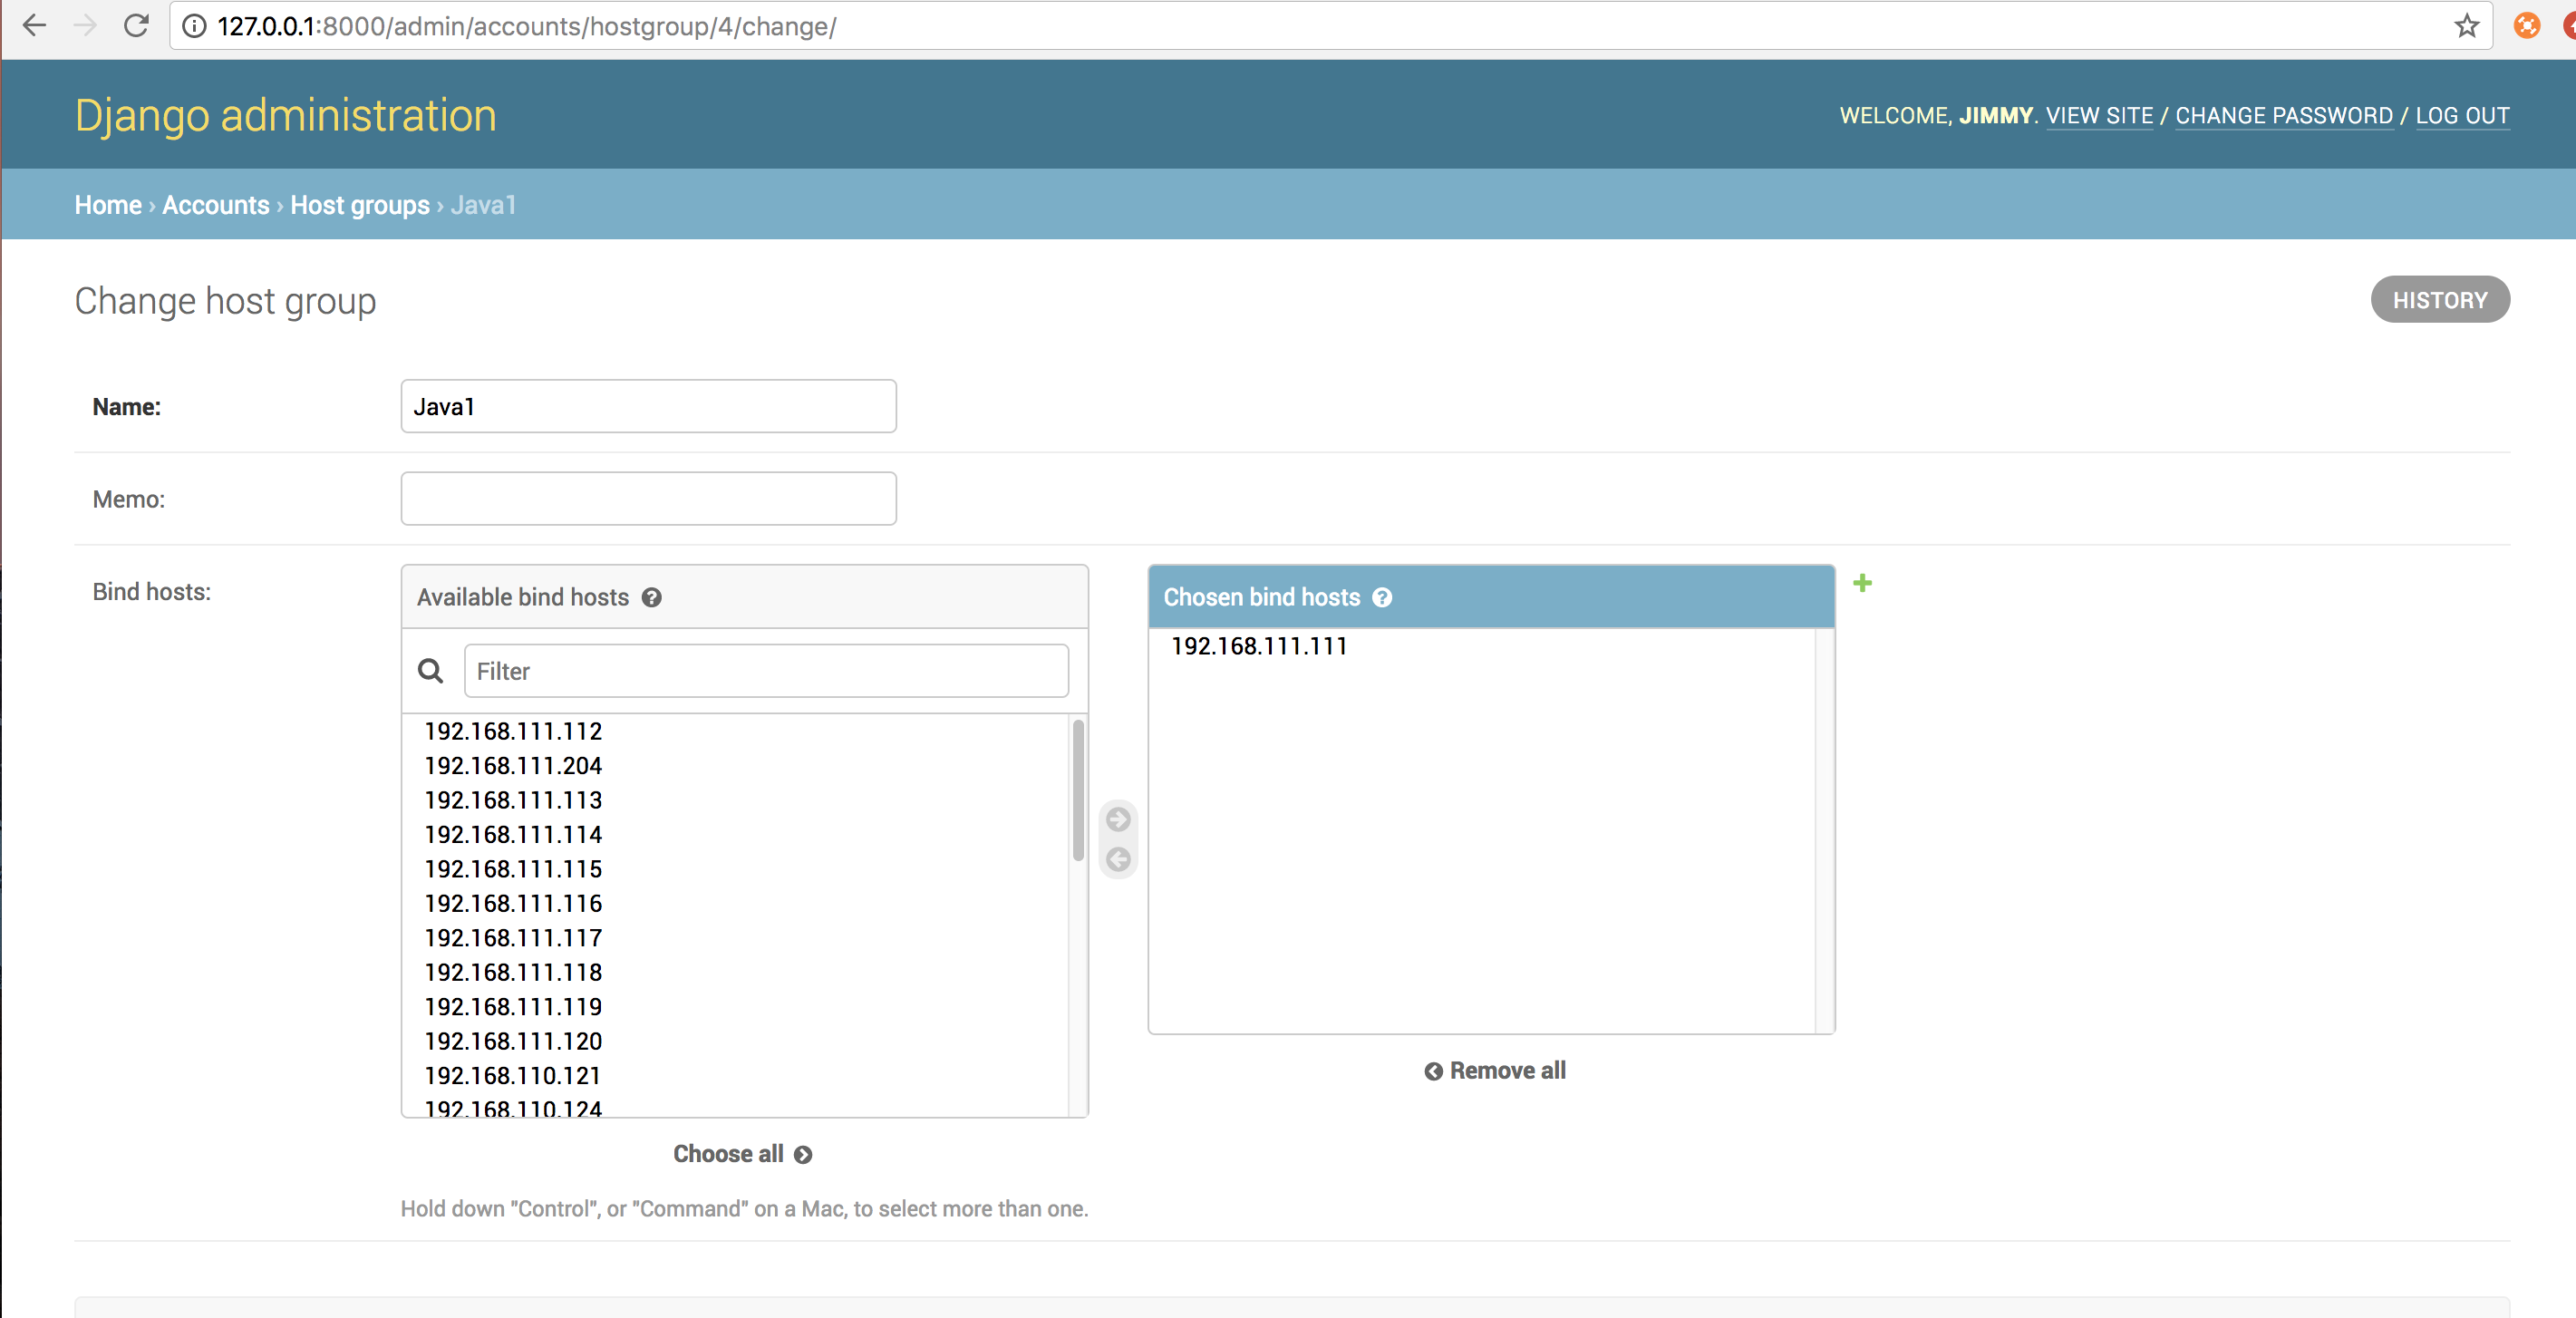 127.0.0.1:8000/admin/accounts/hostgroup/4/change/
Django administration
WELCOME, JIMMY. VIEW SITE / CHANGE PASSWORD / LOG OUT
Home › Accounts › Host groups › Java1
Change host group
HISTORY
Name:
Java1
Memo:
Bind hosts:
Available bind hosts
Filter
192.168.111.112
192.168.111.204
192.168.111.113
192.168.111.114
192.168.111.115
192.168.111.116
192.168.111.117
192.168.111.118
192.168.111.119
192.168.111.120
192.168.110.121
192.168.110.124
Choose all
Hold down "Control", or "Command" on a Mac, to select more than one.
Chosen bind hosts
192.168.111.111
Remove all